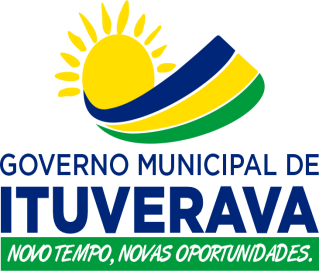 GOVERNO MUNICIPAL DE
ITUVERAVA
NOVO TEMPO, NOVAS OPORTUNIDADES.